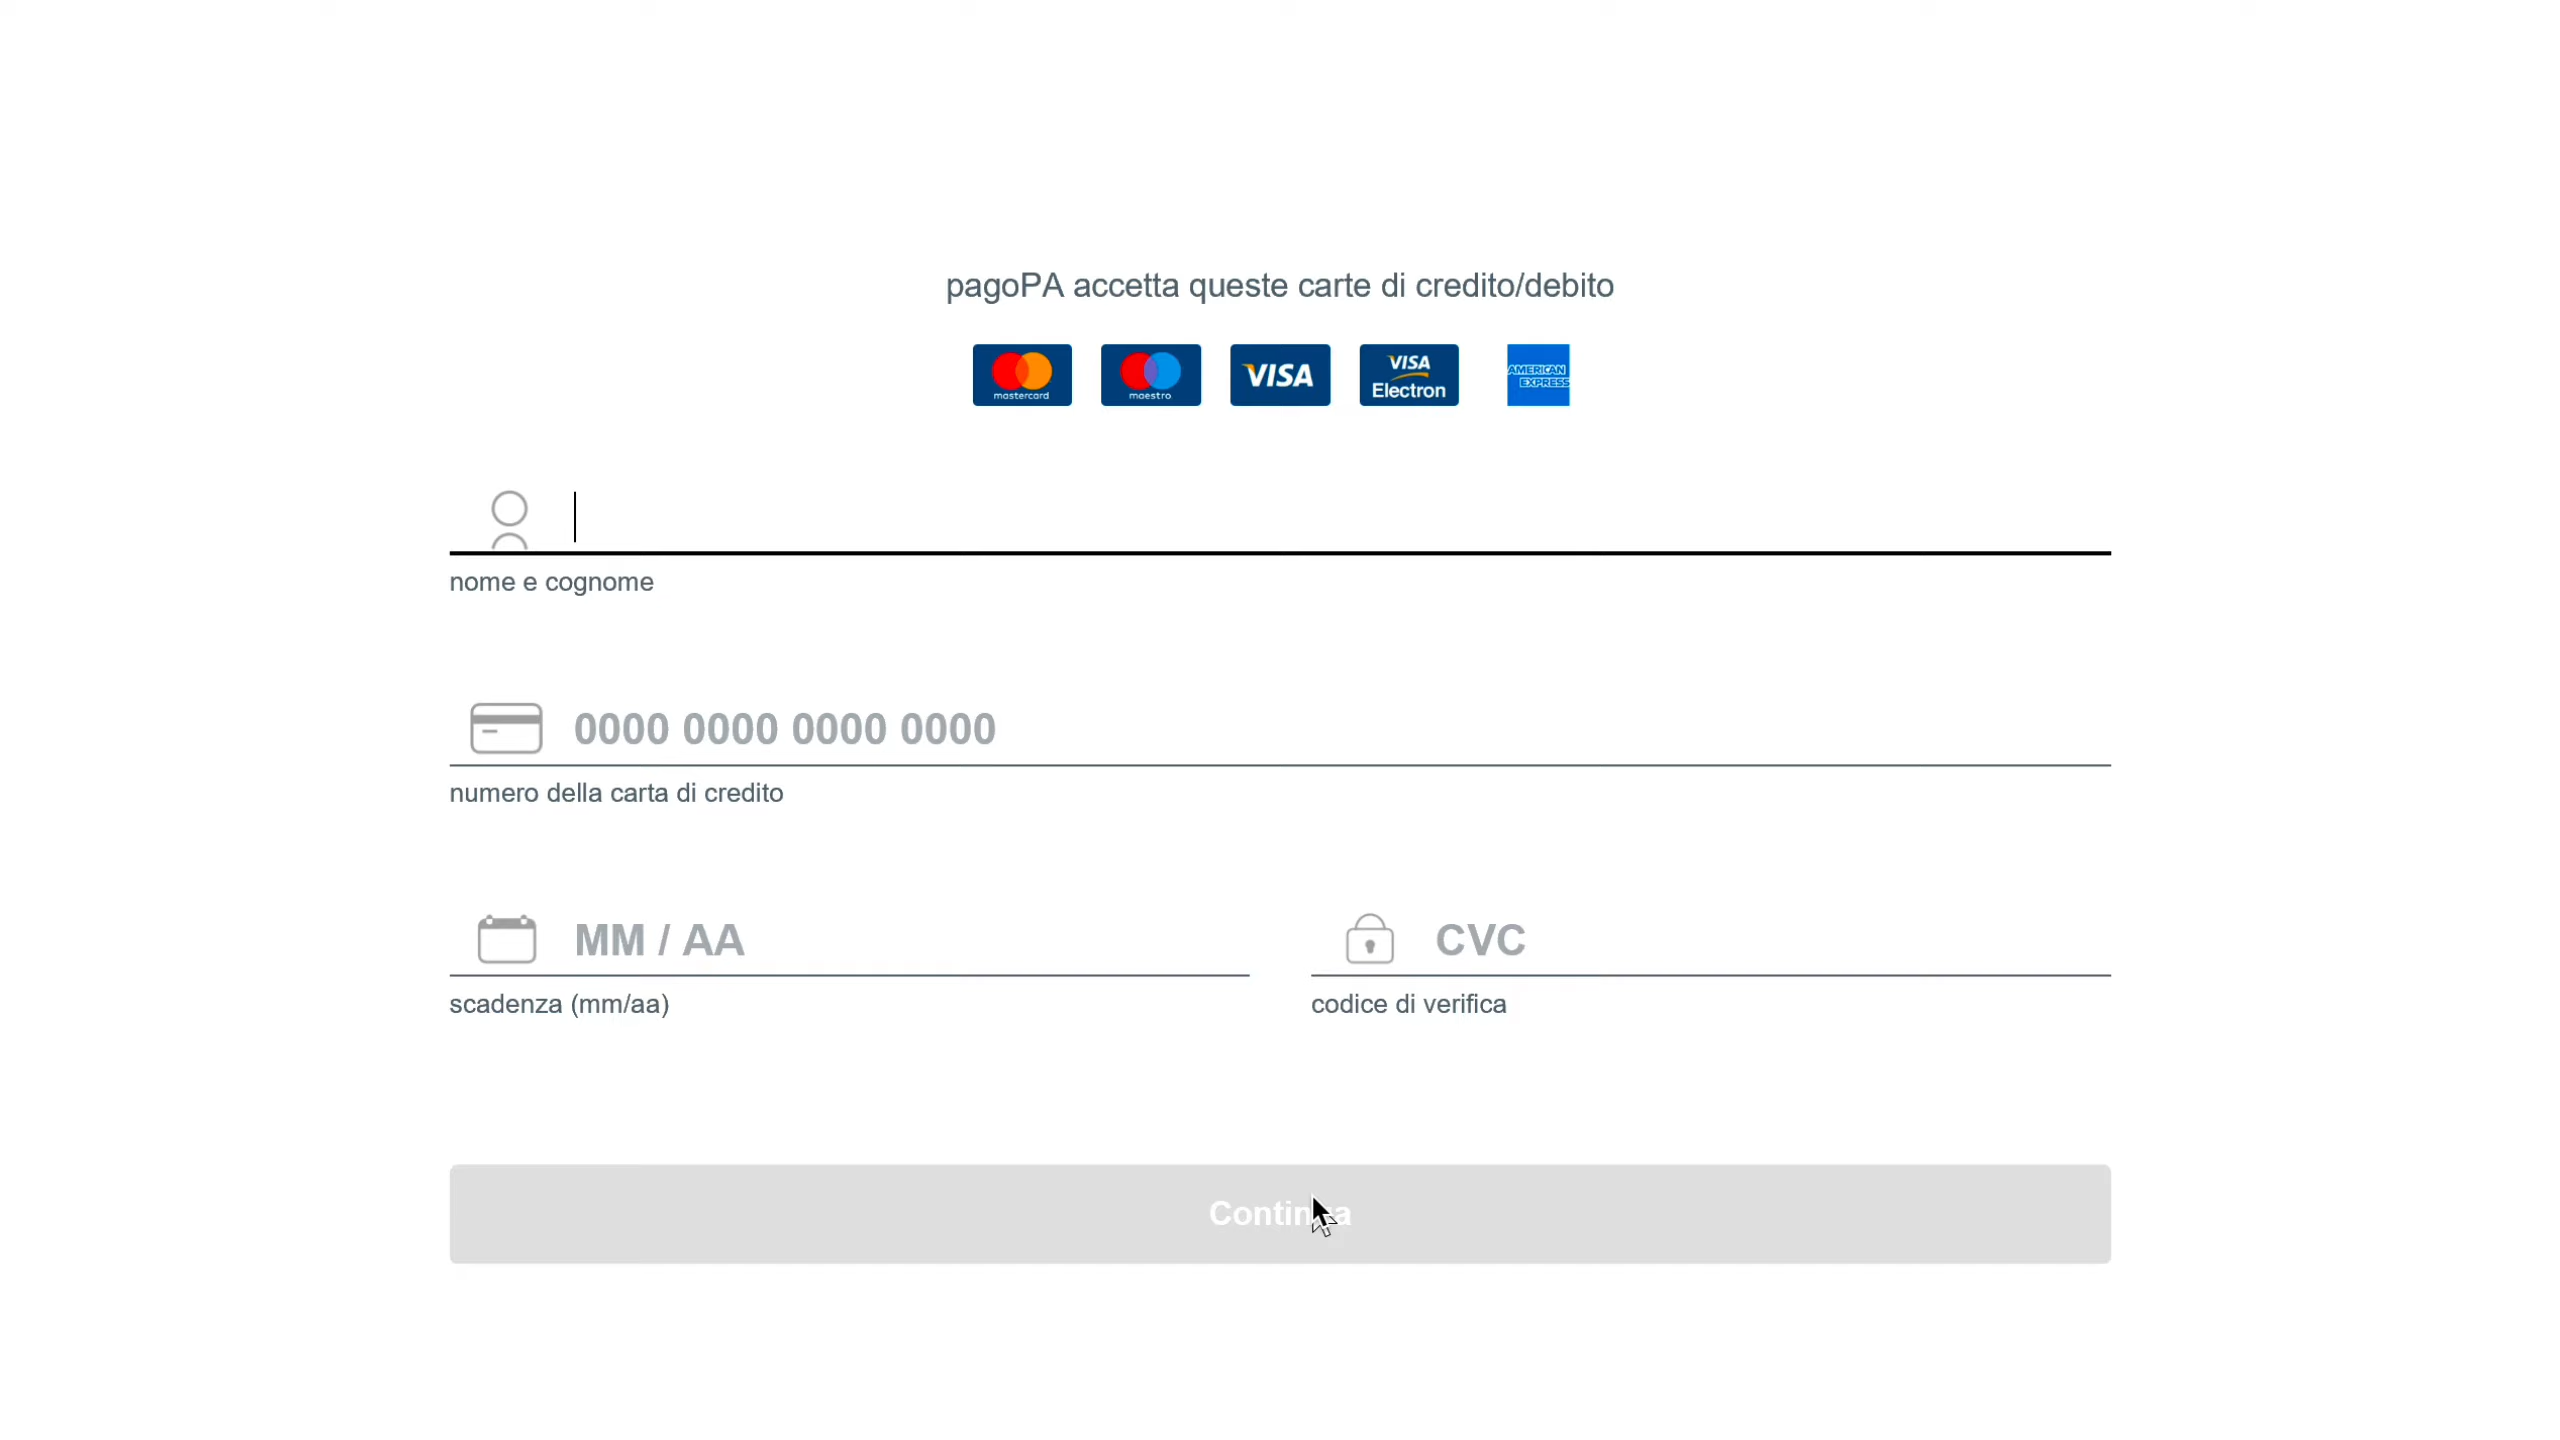 pagoPA accetta queste carte di credito/debito
mastercard maestro VISA VISA Electron AMERICAN EXPRESS
nome e cognome
0000 0000 0000 0000
numero della carta di credito
MM / AA CVC
scadenza (mm/aa) codice di verifica